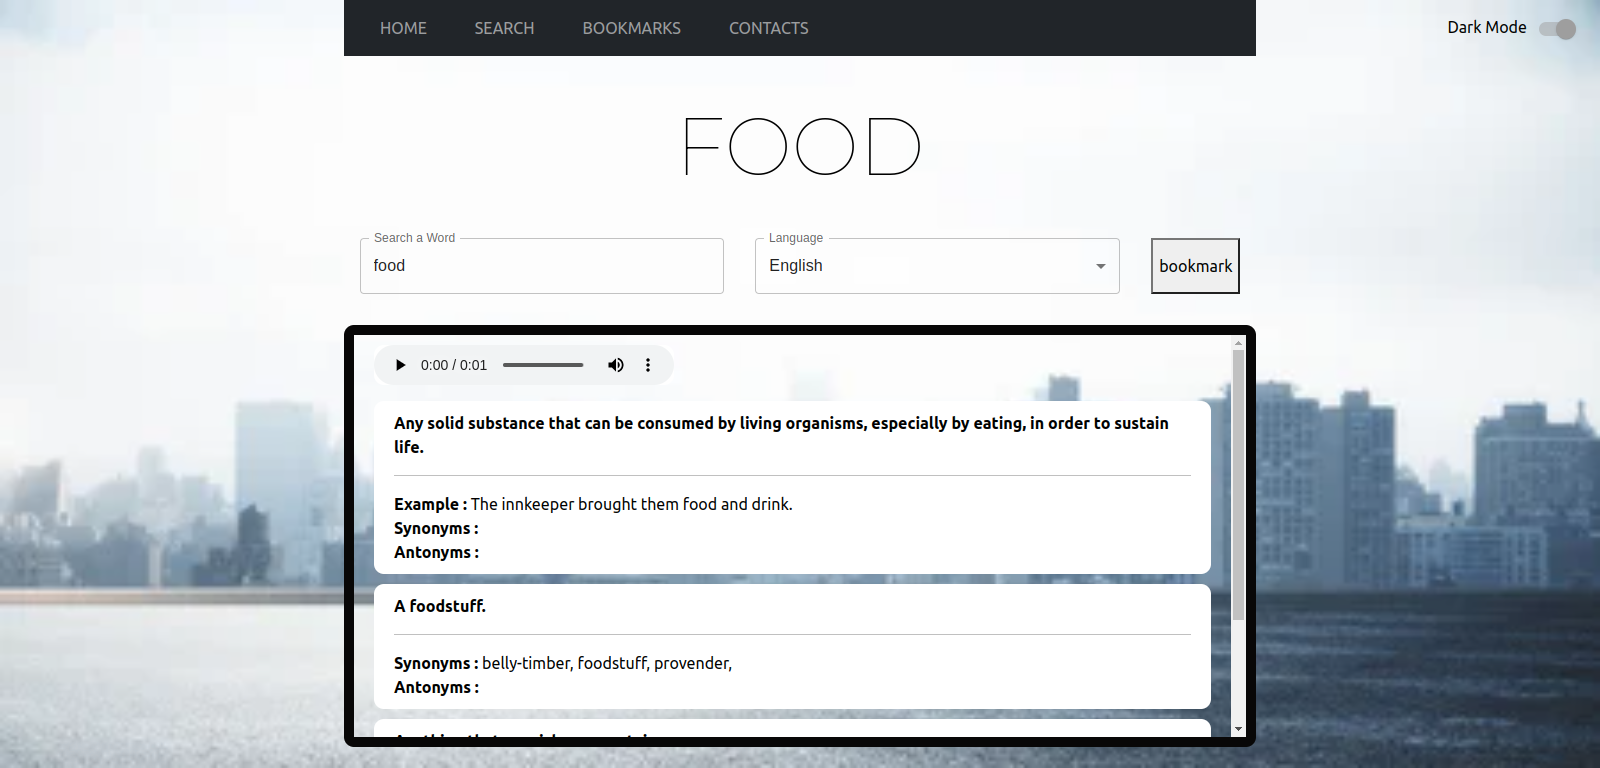 HOME SEARCH BOOKMARKS CONTACTS
Dark Mode
FOOD
Search a Word
food
Language
English
bookmark
0:00 / 0:01
Any solid substance that can be consumed by living organisms, especially by eating, in order to sustain
life.
Example : The innkeeper brought them food and drink.
Synonyms :
Antonyms :
A foodstuff.
Synonyms : belly-timber, foodstuff, provender,
Antonyms :